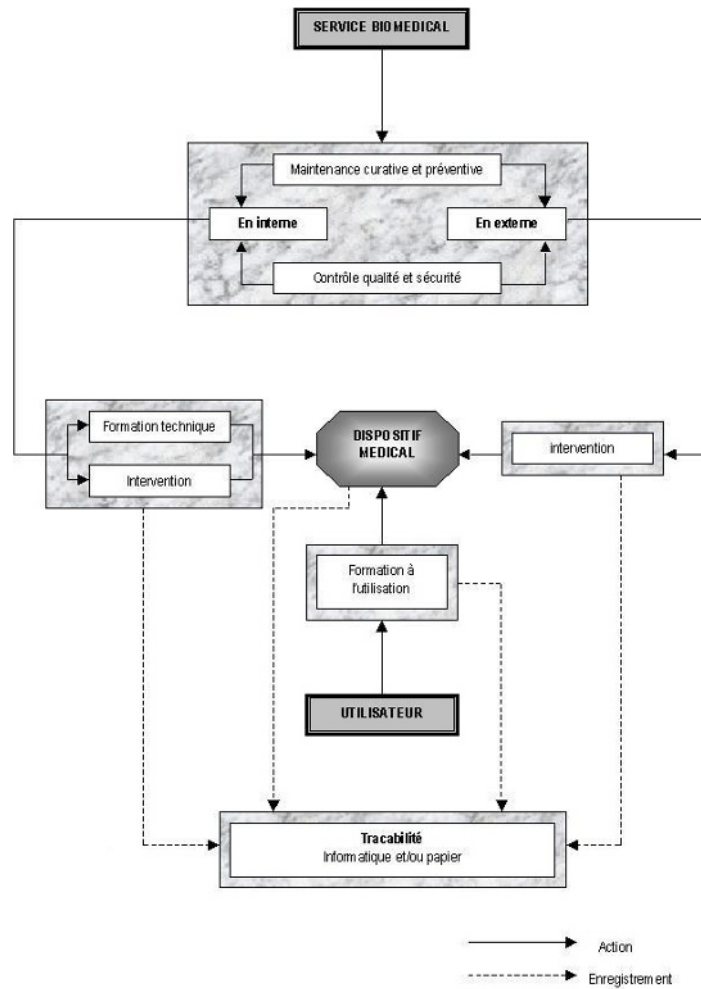 SERVICE BIOMEDICAL
Maintenance curative et préventive
En interne
En externe
Contrôle qualité et sécurité
Formation technique
Intervention
DISPOSITIF
MEDICAL
intervention
Formation à
l'utilisation
UTILISATEUR
Tracabilité
Informatique et/ou papier
Action
Enregistrement